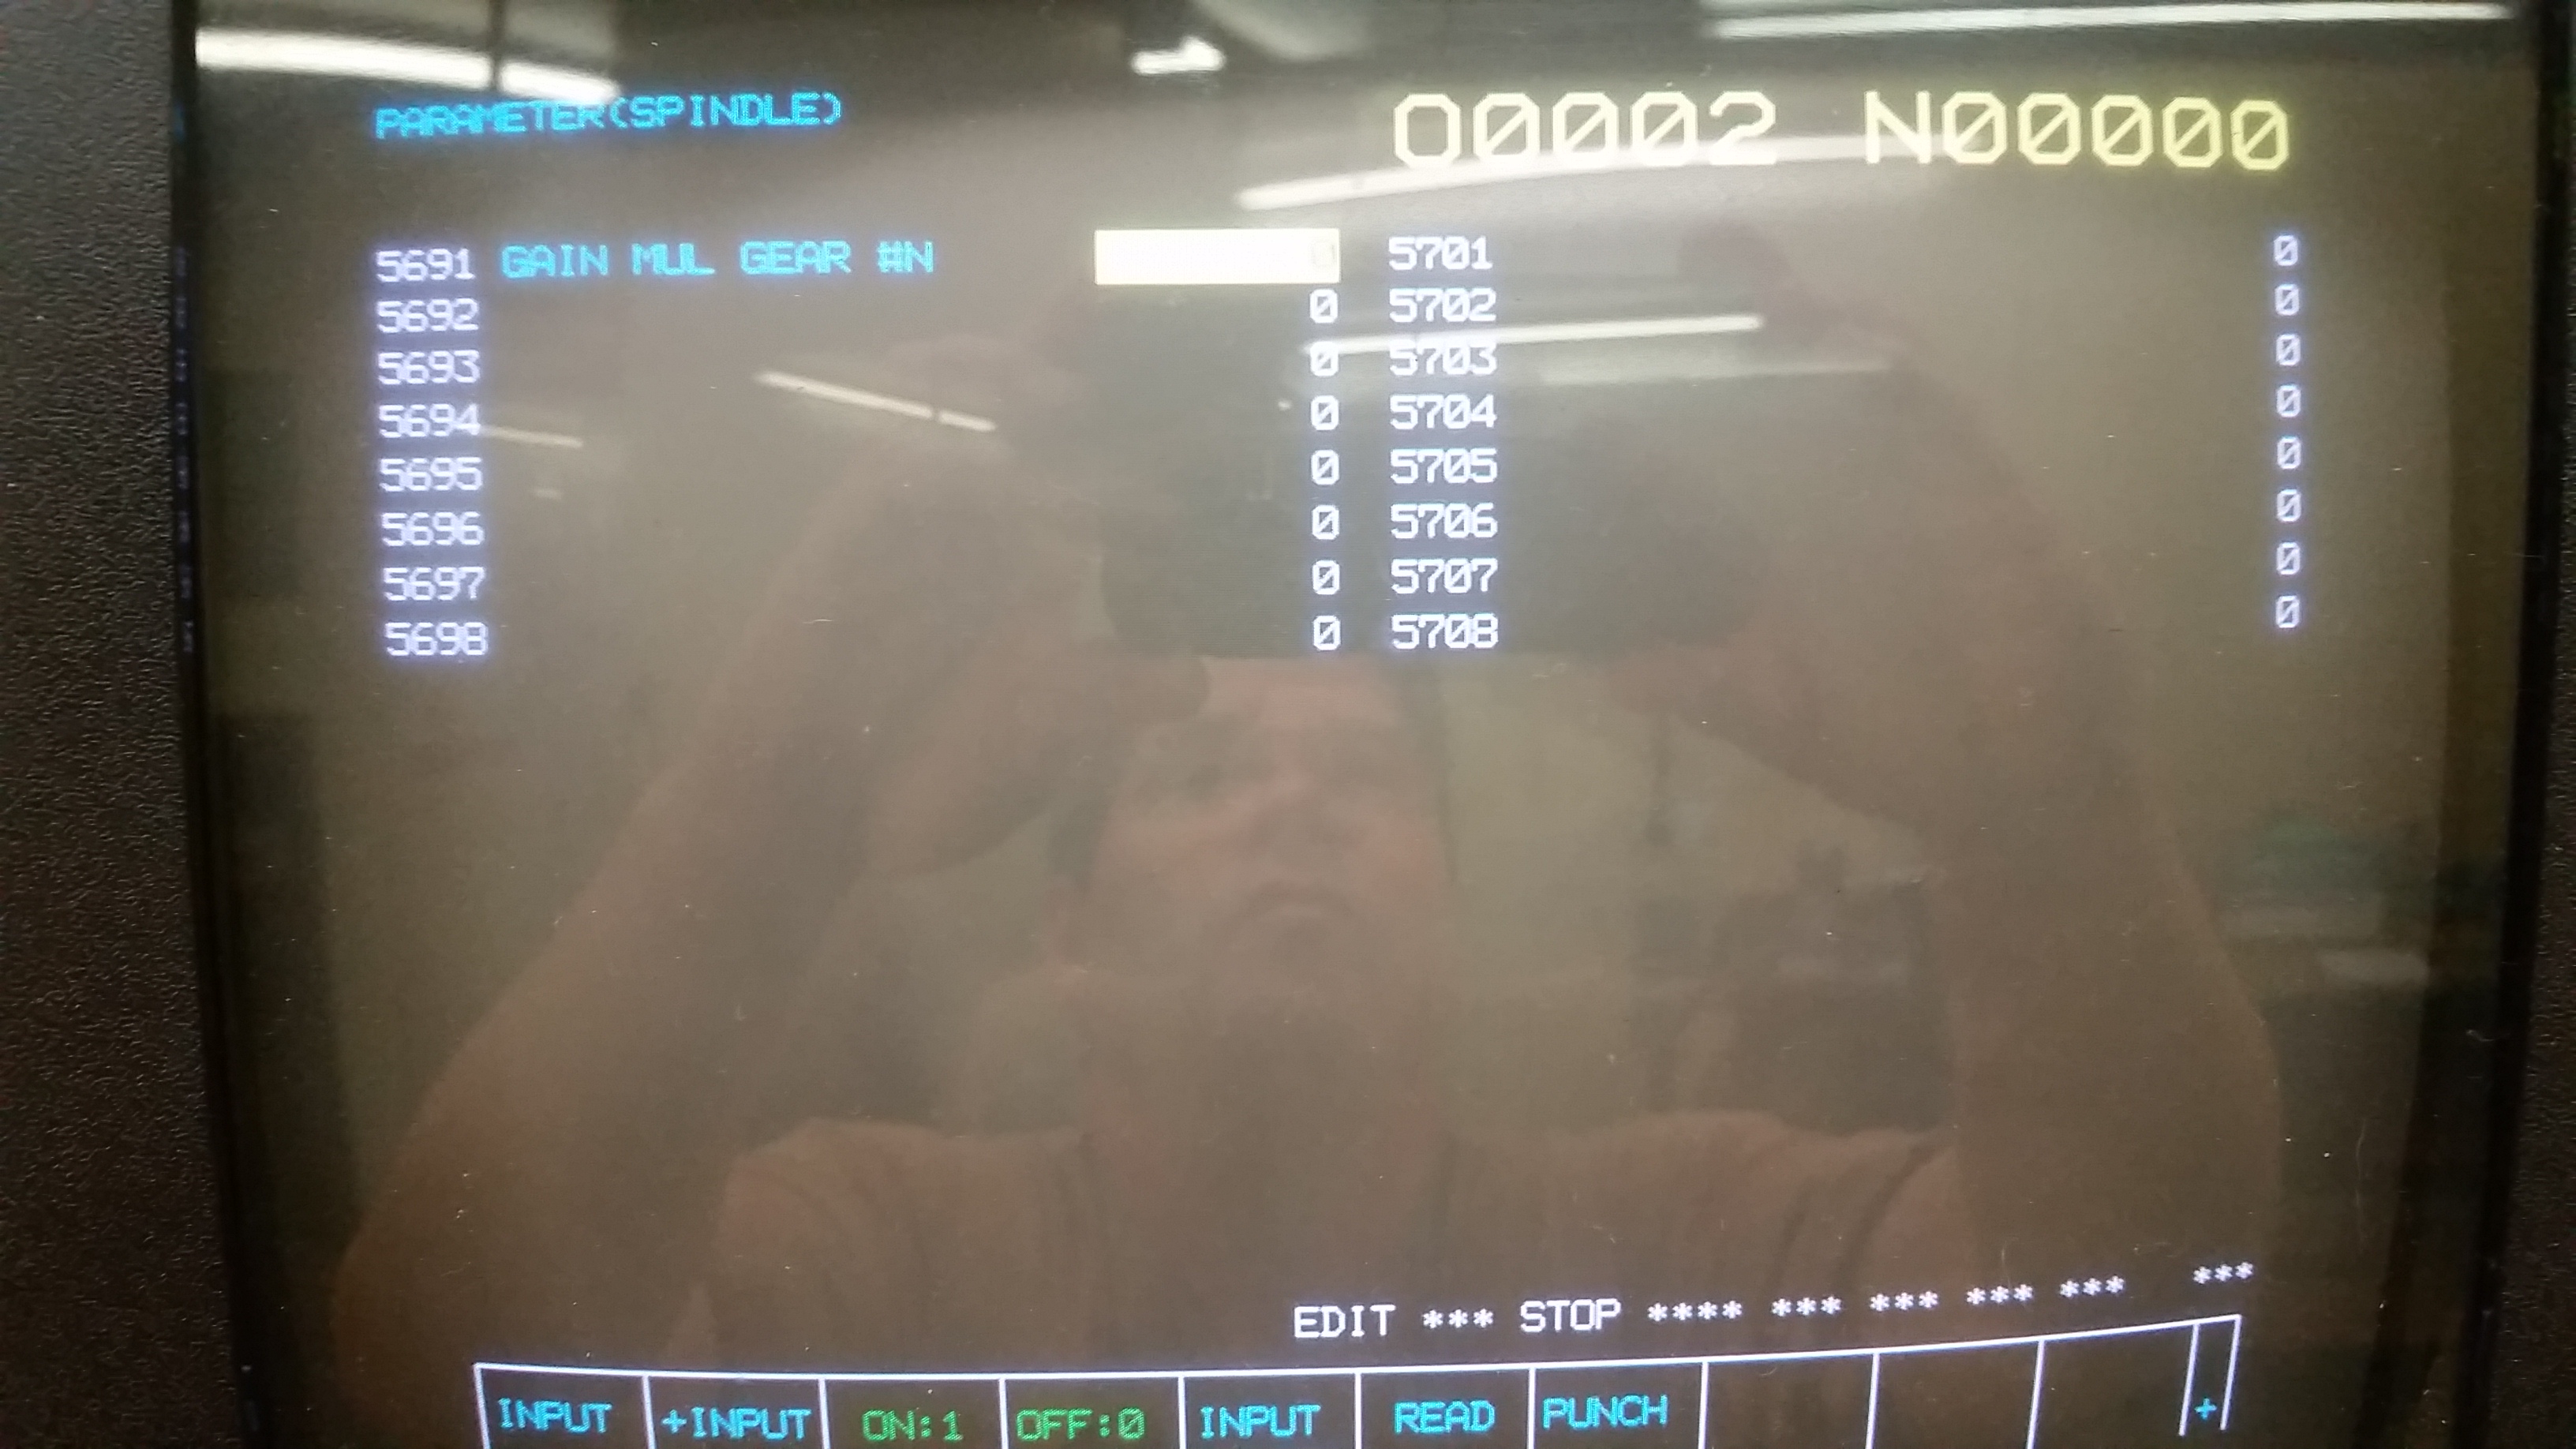 PARAMETER(SPINDLE) O0002 N00000
5691 GAIN MUL GEAR #N 0 5701 0
5692 0 5702 0
5693 0 5703 0
5694 0 5704 0
5695 0 5705 0
5696 0 5706 0
5697 0 5707 0
5698 0 5708 0
EDIT *** STOP **** *** *** *** *** ***
INPUT +INPUT ON:1 OFF:0 INPUT READ PUNCH +